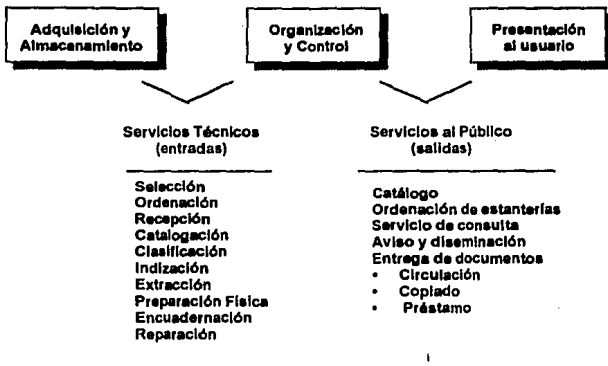 Adquisición y
Almacenamiento
Organización
y Control
Presentación
al usuario
Servicios Técnicos
(entradas)
Selección
Ordenación
Recepción
Catalogación
Clasificación
Indización
Extracción
Preparación Física
Encuadernación
Reparación
Servicios al Público
(salidas)
Catálogo
Ordenación de estanterías
Servicio de consulta
Aviso y diseminación
Entrega de documentos
• Circulación
• Copiado
• Préstamo